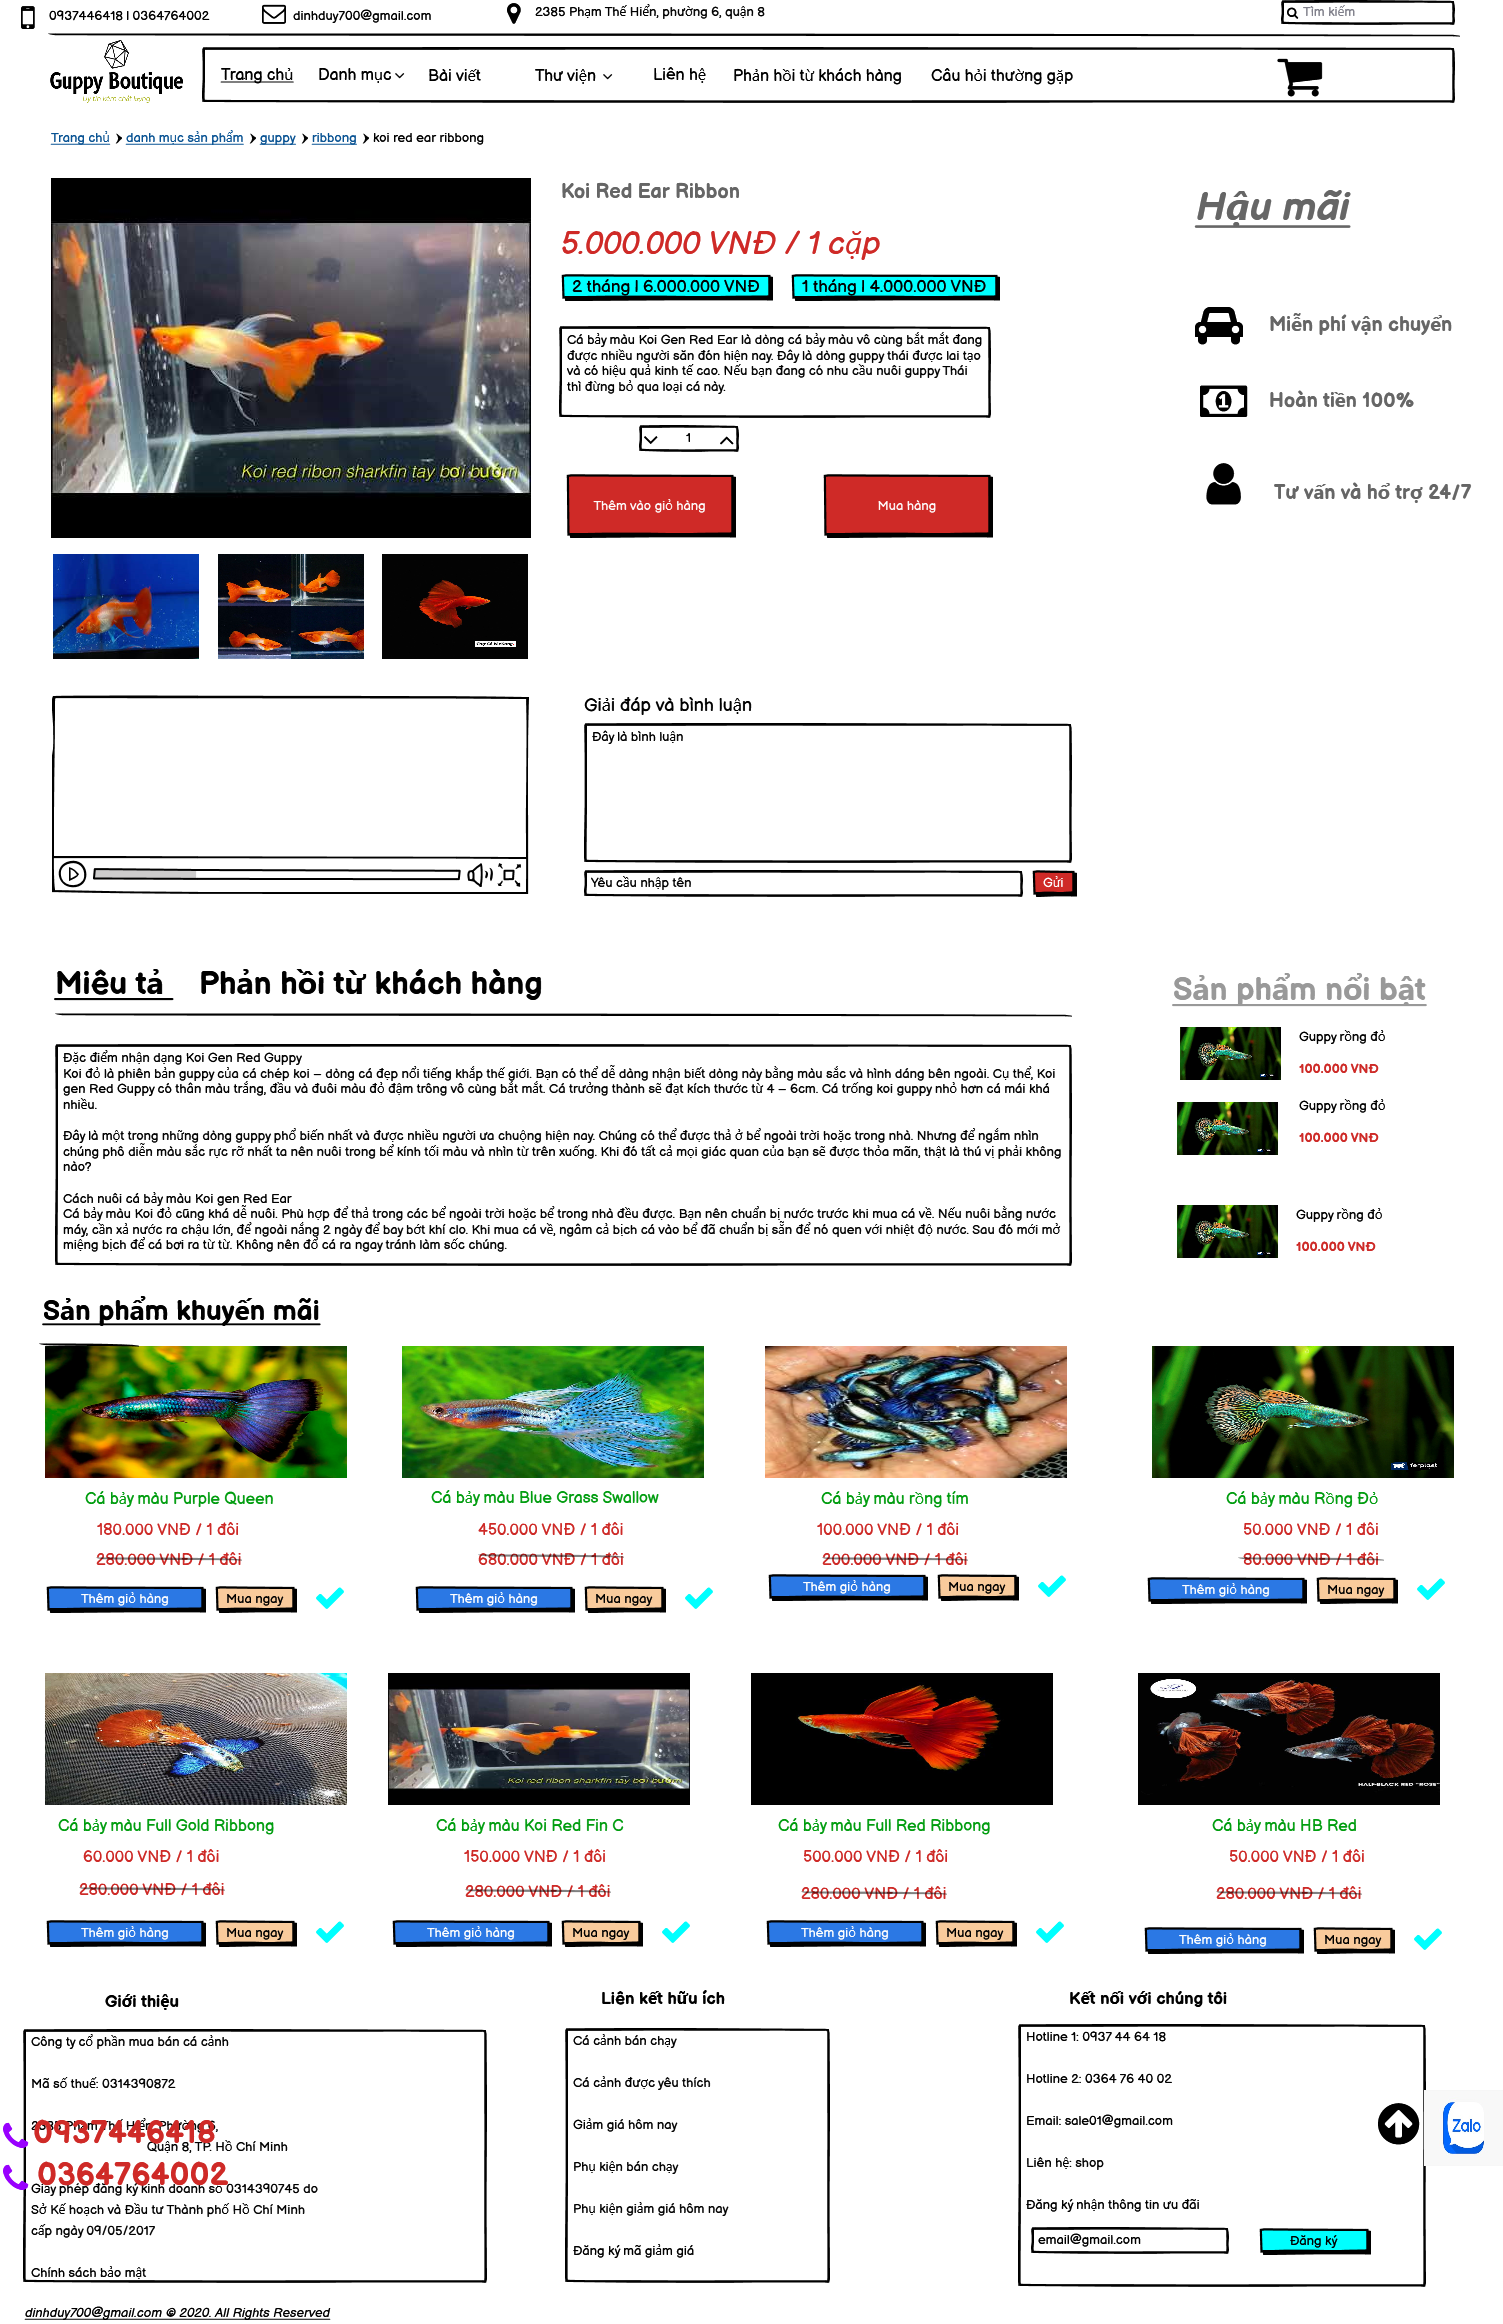 0937446418 | 0364764002
dinhduy700@gmail.com
2385 Phạm Thế Hiển, phường 6, quận 8
Tìm kiếm
Guppy Boutique
Uy tín kèm chất lượng
Trang chủ
Danh mục
Bài viết
Thư viện
Liên hệ
Phản hồi từ khách hàng
Câu hỏi thường gặp
Trang chủ
danh mục sản phẩm
guppy
ribbong
koi red ear ribbong
Koi red ribon sharkfin tay bơi bướm
Koi Red Ear Ribbon
5.000.000 VNĐ / 1 cặp
2 tháng | 6.000.000 VNĐ
1 tháng | 4.000.000 VNĐ
Cá bảy màu Koi Gen Red Ear là dòng cá bảy màu vô cùng bắt mắt đang
được nhiều người săn đón hiện nay. Đây là dòng guppy thái được lai tạo
và có hiệu quả kinh tế cao. Nếu bạn đang có nhu cầu nuôi guppy Thái
thì đừng bỏ qua loại cá này.
1
Thêm vào giỏ hàng
Mua hàng
Hậu mãi
Miễn phí vận chuyển
1
Hoàn tiền 100%
Tư vấn và hổ trợ 24/7
Giải đáp và bình luận
Đây là bình luận
Yêu cầu nhập tên
Gửi
Miêu tả
Phản hồi từ khách hàng
Đặc điểm nhận dạng Koi Gen Red Guppy
Koi đỏ là phiên bản guppy của cá chép koi – dòng cá đẹp nổi tiếng khắp thế giới. Bạn có thể dễ dàng nhận biết dòng này bằng màu sắc và hình dáng bên ngoài. Cụ thể, Koi
gen Red Guppy có thân màu trắng, đầu và đuôi màu đỏ đậm trông vô cùng bắt mắt. Cá trưởng thành sẽ đạt kích thước từ 4 – 6cm. Cá trống koi guppy nhỏ hơn cá mái khá
nhiều.
Đây là một trong những dòng guppy phổ biến nhất và được nhiều người ưa chuộng hiện nay. Chúng có thể được thả ở bể ngoài trời hoặc trong nhà. Nhưng để ngắm nhìn
chúng phô diễn màu sắc rực rỡ nhất ta nên nuôi trong bể kính tối màu và nhìn từ trên xuống. Khi đó tất cả mọi giác quan của bạn sẽ được thỏa mãn, thật là thú vị phải không
nào?
Cách nuôi cá bảy màu Koi gen Red Ear
Cá bảy màu Koi đỏ cũng khá dễ nuôi. Phù hợp để thả trong các bể ngoài trời hoặc bể trong nhà đều được. Bạn nên chuẩn bị nước trước khi mua cá về. Nếu nuôi bằng nước
máy, cần xả nước ra chậu lớn, để ngoài nắng 2 ngày để bay bớt khí clo. Khi mua cá về, ngâm cả bịch cá vào bể đã chuẩn bị sẵn để nó quen với nhiệt độ nước. Sau đó mới mở
miệng bịch để cá bơi ra từ từ. Không nên đổ cá ra ngay tránh làm sốc chúng.
Sản phẩm nổi bật
Guppy rồng đỏ
100.000 VNĐ
Guppy rồng đỏ
100.000 VNĐ
Guppy rồng đỏ
100.000 VNĐ
Sản phẩm khuyến mãi
ferplast
Cá bảy màu Purple Queen
180.000 VNĐ / 1 đôi
280.000 VNĐ / 1 đôi
Thêm giỏ hàng
Mua ngay
Cá bảy màu Blue Grass Swallow
450.000 VNĐ / 1 đôi
680.000 VNĐ / 1 đôi
Thêm giỏ hàng
Mua ngay
Cá bảy màu rồng tím
100.000 VNĐ / 1 đôi
200.000 VNĐ / 1 đôi
Thêm giỏ hàng
Mua ngay
Cá bảy màu Rồng Đỏ
50.000 VNĐ / 1 đôi
80.000 VNĐ / 1 đôi
Thêm giỏ hàng
Mua ngay
Koi red ribon sharkfin tay bơi bướm
HALF-BLACK RED "ROSE"
Cá bảy màu Full Gold Ribbong
60.000 VNĐ / 1 đôi
280.000 VNĐ / 1 đôi
Thêm giỏ hàng
Mua ngay
Cá bảy màu Koi Red Fin C
150.000 VNĐ / 1 đôi
280.000 VNĐ / 1 đôi
Thêm giỏ hàng
Mua ngay
Cá bảy màu Full Red Ribbong
500.000 VNĐ / 1 đôi
280.000 VNĐ / 1 đôi
Thêm giỏ hàng
Mua ngay
Cá bảy màu HB Red
50.000 VNĐ / 1 đôi
280.000 VNĐ / 1 đôi
Thêm giỏ hàng
Mua ngay
Giới thiệu
Công ty cổ phần mua bán cá cảnh
Mã số thuế: 0314390872
2385 Phạm Thế Hiển, Phường 6,
Quận 8, TP. Hồ Chí Minh
Giấy phép đăng ký kinh doanh số 0314390745 do
Sở Kế hoạch và Đầu tư Thành phố Hồ Chí Minh
cấp ngày 09/05/2017
Chính sách bảo mật
0937446418
0364764002
Liên kết hữu ích
Cá cảnh bán chạy
Cá cảnh được yêu thích
Giảm giá hôm nay
Phụ kiện bán chạy
Phụ kiện giảm giá hôm nay
Đăng ký mã giảm giá
Kết nối với chúng tôi
Hotline 1: 0937 44 64 18
Hotline 2: 0364 76 40 02
Email: sale01@gmail.com
Liên hệ: shop
Đăng ký nhận thông tin ưu đãi
email@gmail.com
Đăng ký
Zalo
dinhduy700@gmail.com © 2020. All Rights Reserved